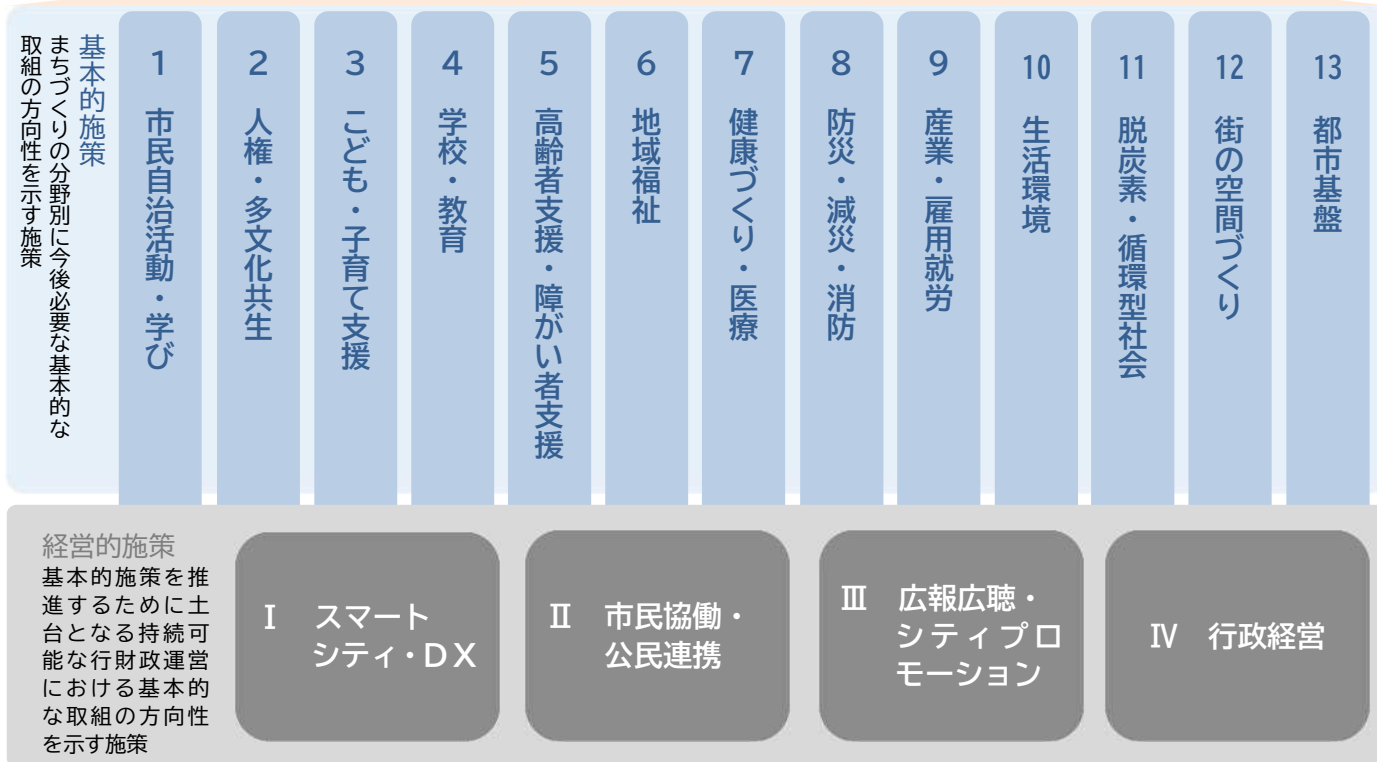 基本的施策
まちづくりの分野別に今後必要な基本的な
取組の方向性を示す施策
1 市民自治活動・学び
2 人権・多文化共生
3 こども・子育て支援
4 学校・教育
5 高齢者支援・障がい者支援
6 地域福祉
7 健康づくり・医療
8 防災・減災・消防
9 産業・雇用就労
10 生活環境
11 脱炭素・循環型社会
12 街の空間づくり
13 都市基盤
経営的施策
基本的施策を推
進するために土
台となる持続可
能な行財政運営
における基本的
な取組の方向性
を示す施策
Ⅰ スマート
シティ・DX
Ⅱ 市民協働・
公民連携
Ⅲ 広報広聴・
シティプロ
モーション
Ⅳ 行政経営